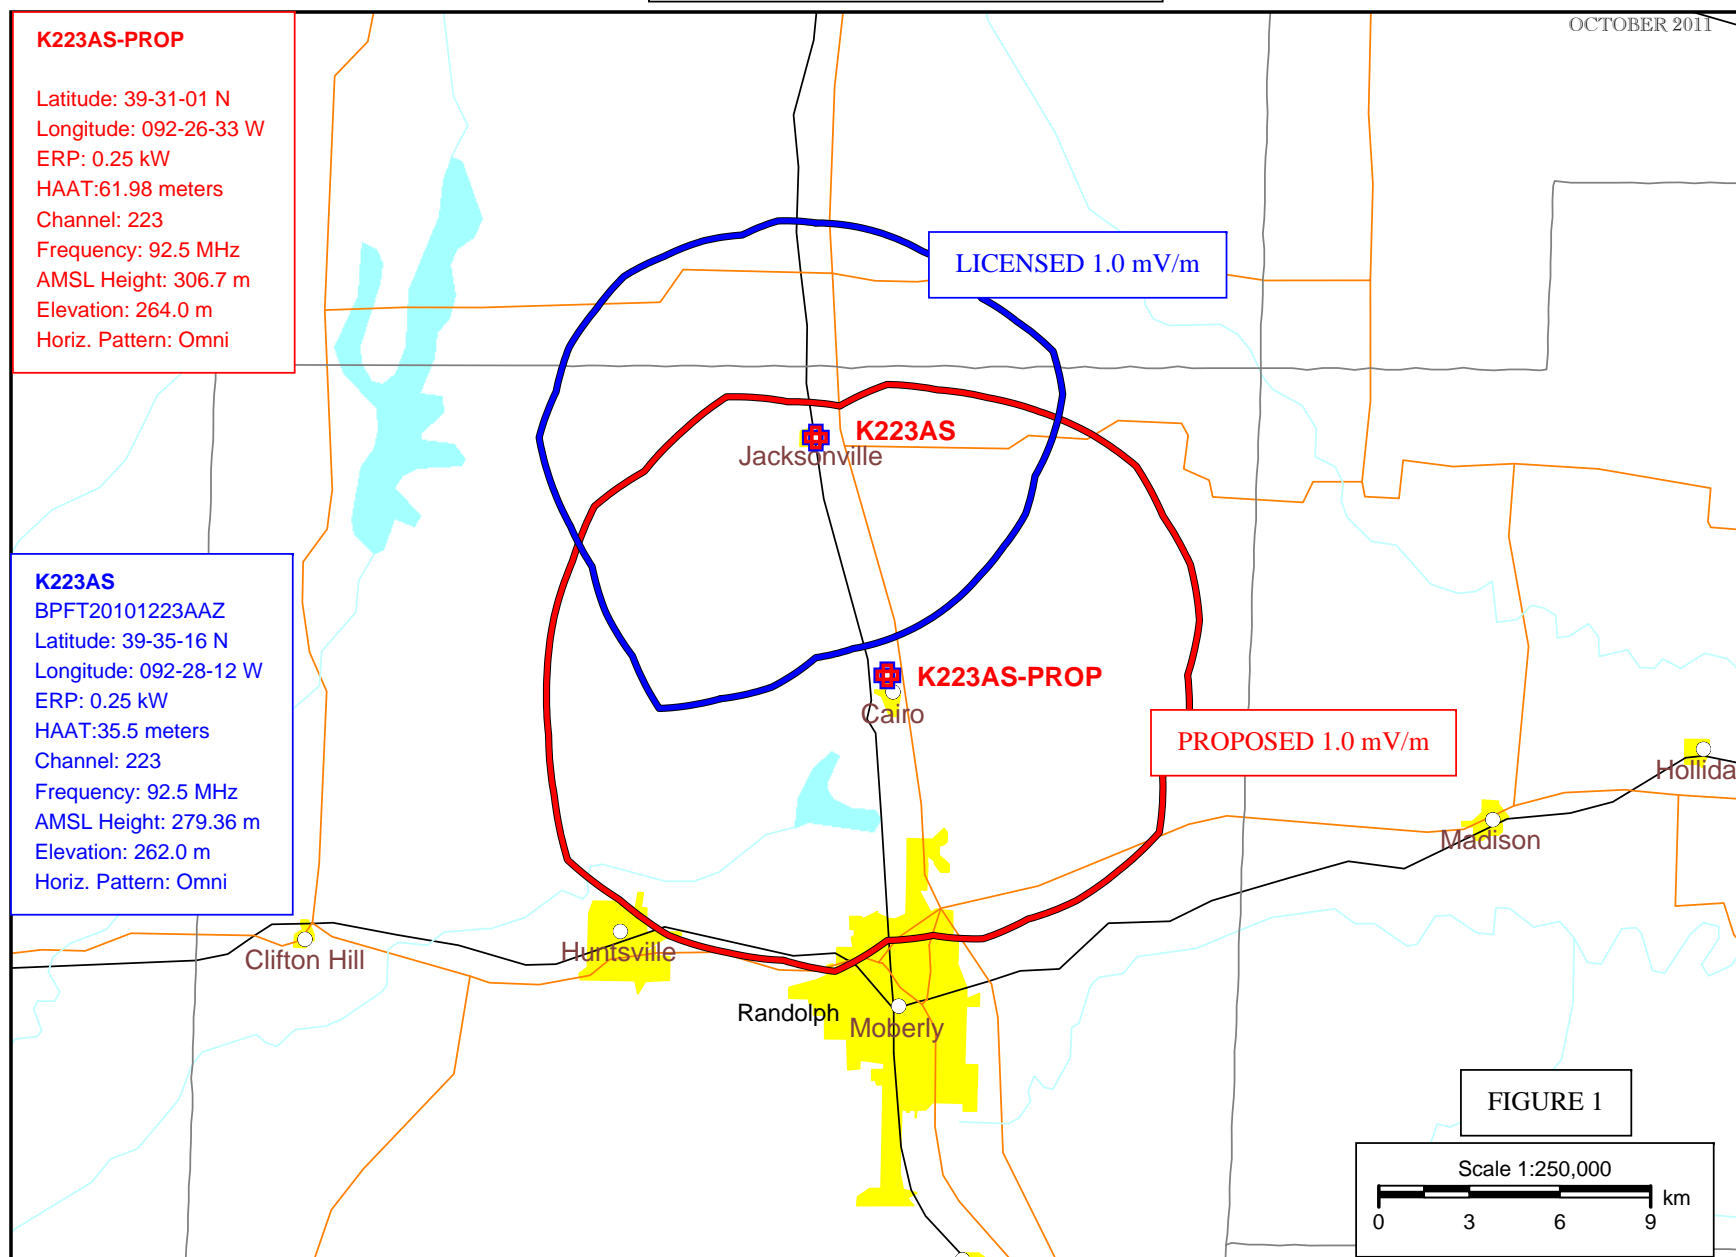 OCTOBER 2011
K223AS-PROP
Latitude: 39-31-01 N
Longitude: 092-26-33 W
ERP: 0.25 kW
HAAT:61.98 meters
Channel: 223
Frequency: 92.5 MHz
AMSL Height: 306.7 m
Elevation: 264.0 m
Horiz. Pattern: Omni
LICENSED 1.0 mV/m
K223AS
Jacksonville
K223AS
BPFT20101223AAZ
Latitude: 39-35-16 N
Longitude: 092-28-12 W
ERP: 0.25 kW
HAAT:35.5 meters
Channel: 223
Frequency: 92.5 MHz
AMSL Height: 279.36 m
Elevation: 262.0 m
Horiz. Pattern: Omni
K223AS-PROP
Cairo
PROPOSED 1.0 mV/m
Hollida
Madison
Clifton Hill
Huntsville
Randolph
Moberly
FIGURE 1
Scale 1:250,000
km
0 3 6 9